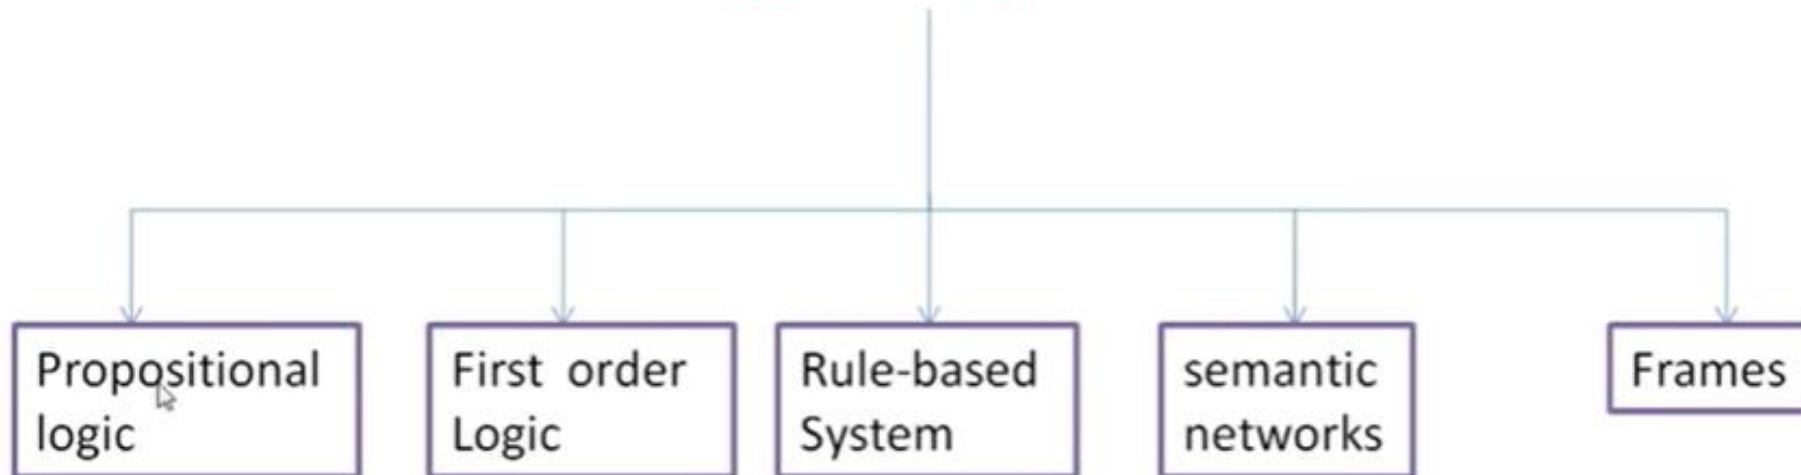 Propositional
logic
First order
Logic
Rule-based
System
semantic
networks
Frames